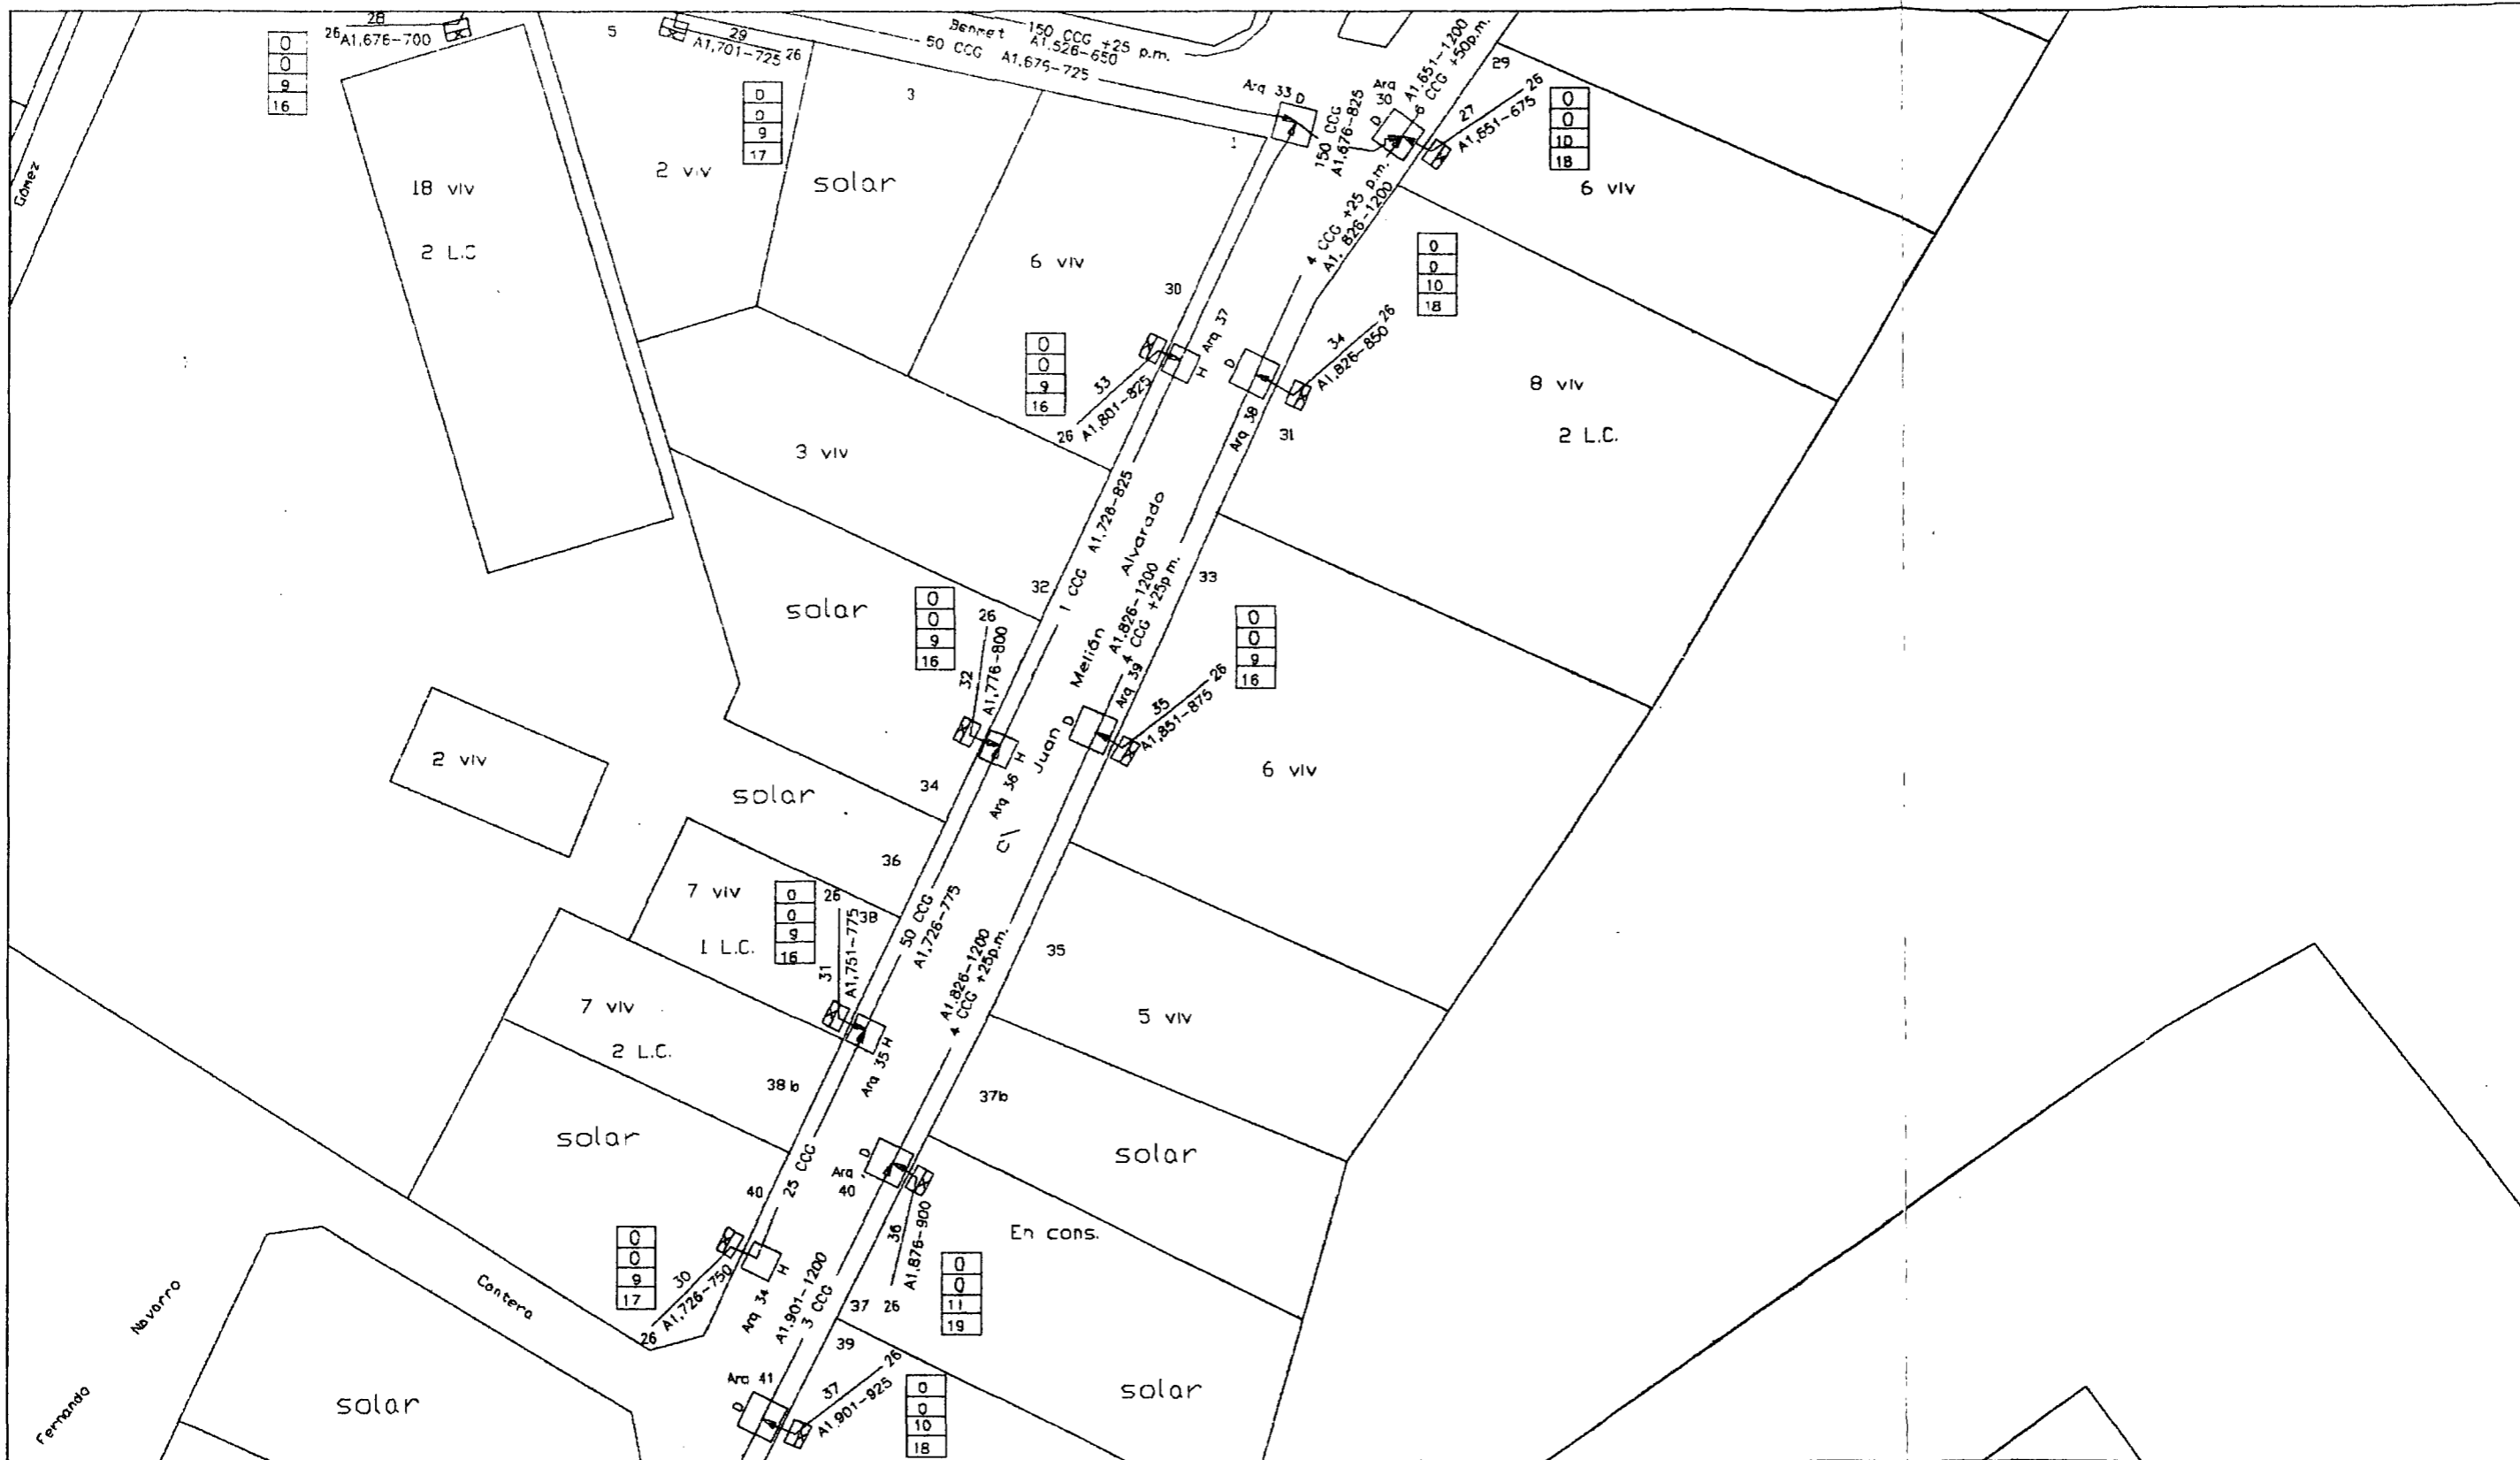 28
26
A1,676-700
0
0
9
16
5
29
A1,701-725
26
Benmet
150 CCG +25 p.m.
A1,526-650
50 CCG A1,676-725
0
0
9
17
3
1
Arq 33 D
150 CCG
A1,676-825
Arq
30
D
A1,651-1200
6 CCG +50p.m.
29
27
26
A1,651-675
0
0
10
18
6 viv
Gómez
18 viv
2 L.C
2 viv
solar
6 viv
30
4 CCG +25 p.m.
A1, 826-1200
0
0
10
18
0
0
9
16
33
26
A1,801-825
Arq 37
H
D
Arq 38
34
26
A1,826-850
31
8 viv
2 L.C.
3 viv
1 CCG A1,726-825
C\ Juan Melián Alvarado
A1,826-1200
4 CCG +25p.m.
33
solar
32
0
0
9
16
26
32
A1,776-800
H
Arq 36
34
D
Arq 39
35
26
A1,851-875
0
0
9
16
6 viv
2 viv
solar
36
7 viv
1 L.C.
0
0
9
16
26
38
31
A1,751-775
50 CCG
A1,726-775
A1,826-1200
4 CCG +25p.m.
35
5 viv
7 viv
2 L.C.
38b
Arq 35 H
37b
solar
solar
40
25 CCG
D
Arq
40
36
A1,876-900
26
En cons.
0
0
11
19
0
0
9
17
30
26
A1,726-750
H
Arq 34
A1,901-1200
3 CCG
37
39
Cantera
Navarro
Fernando
solar
Arq 41
D
37
26
A1,901-925
0
0
10
18
solar